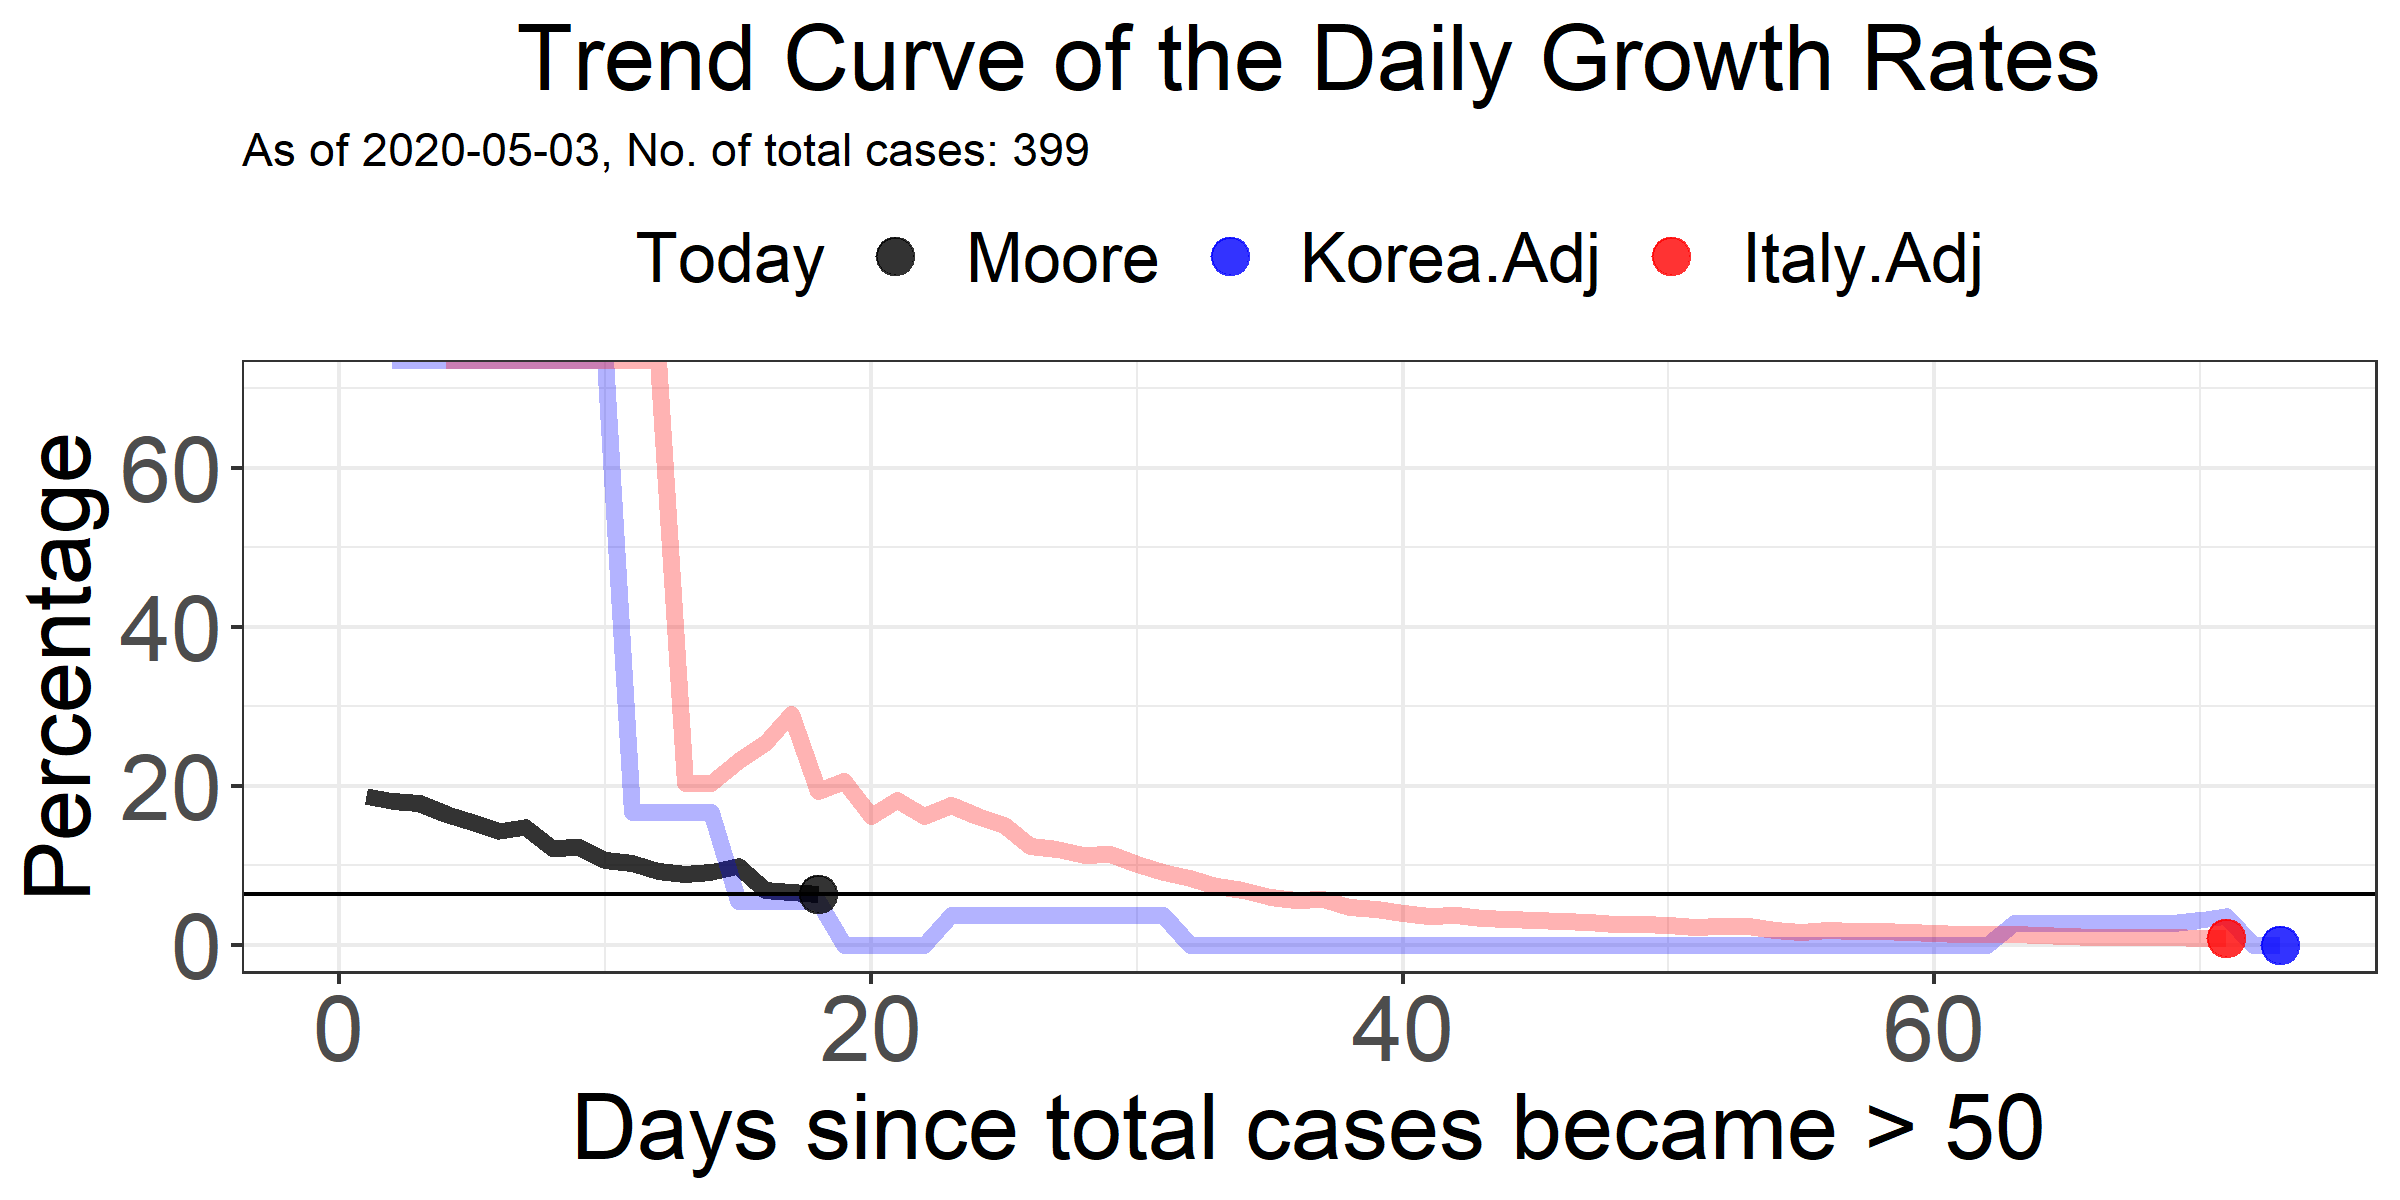 Trend Curve of the Daily Growth Rates
As of 2020-05-03, No. of total cases: 399
Today Moore Korea.Adj Italy.Adj
Percentage
60
40
20
0
0 20 40 60
Days since total cases became > 50